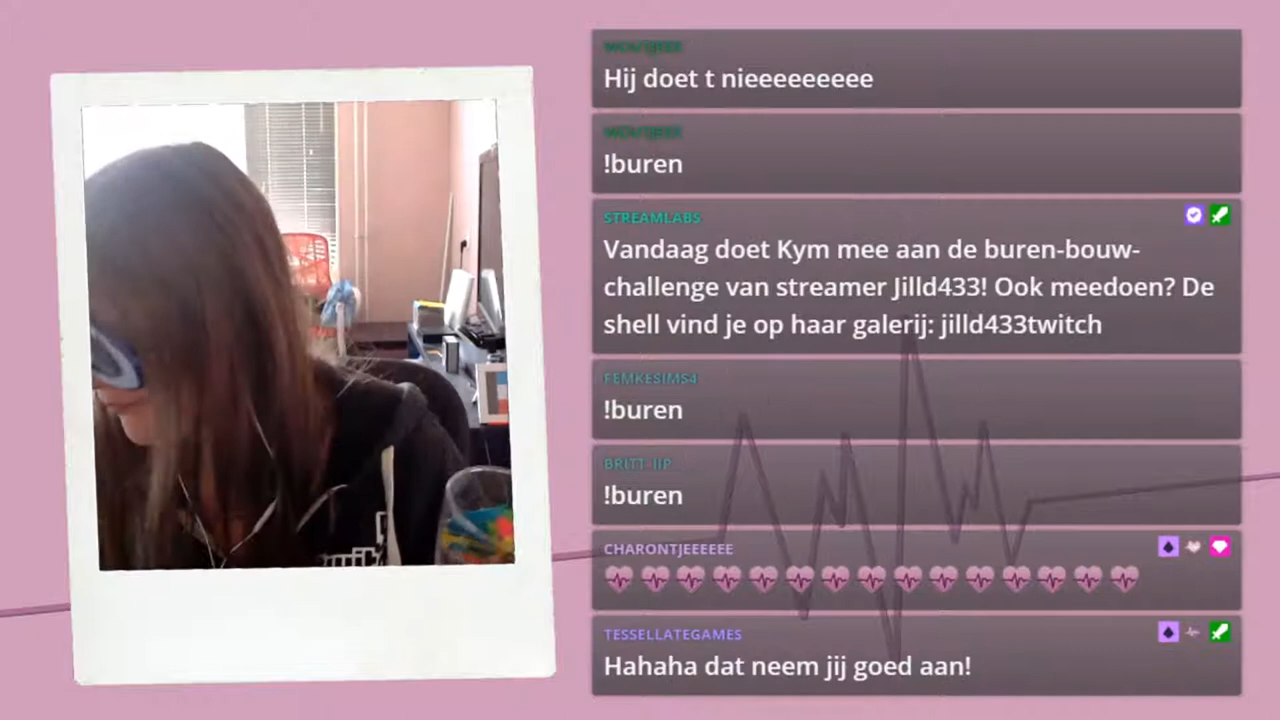 Hij doet t nieeeeeeeee
!buren
STREAMLABS
Vandaag doet Kym mee aan de buren-bouw-
challenge van streamer Jilld433! Ook meedoen? De
shell vind je op haar galerij: jilld433twitch
FEMKESIMS4
!buren
BRITT-IIP
!buren
CHARONTJEEEEEE
TESSELLATEGAMES
Hahaha dat neem jij goed aan!